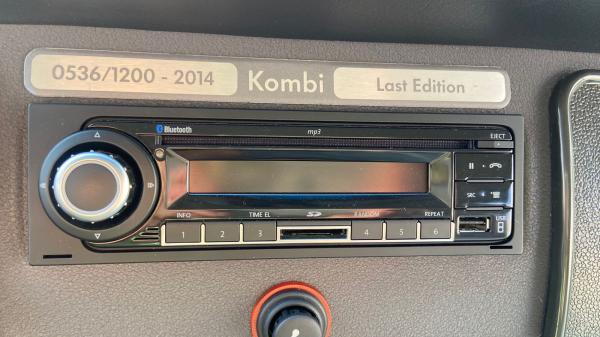 0536/1200 - 2014 Kombi Last Edition
Bluetooth mp3 EJECT
SRC
INFO TIME EL SD RANDOM REPEAT USB
1 2 3 4 5 6